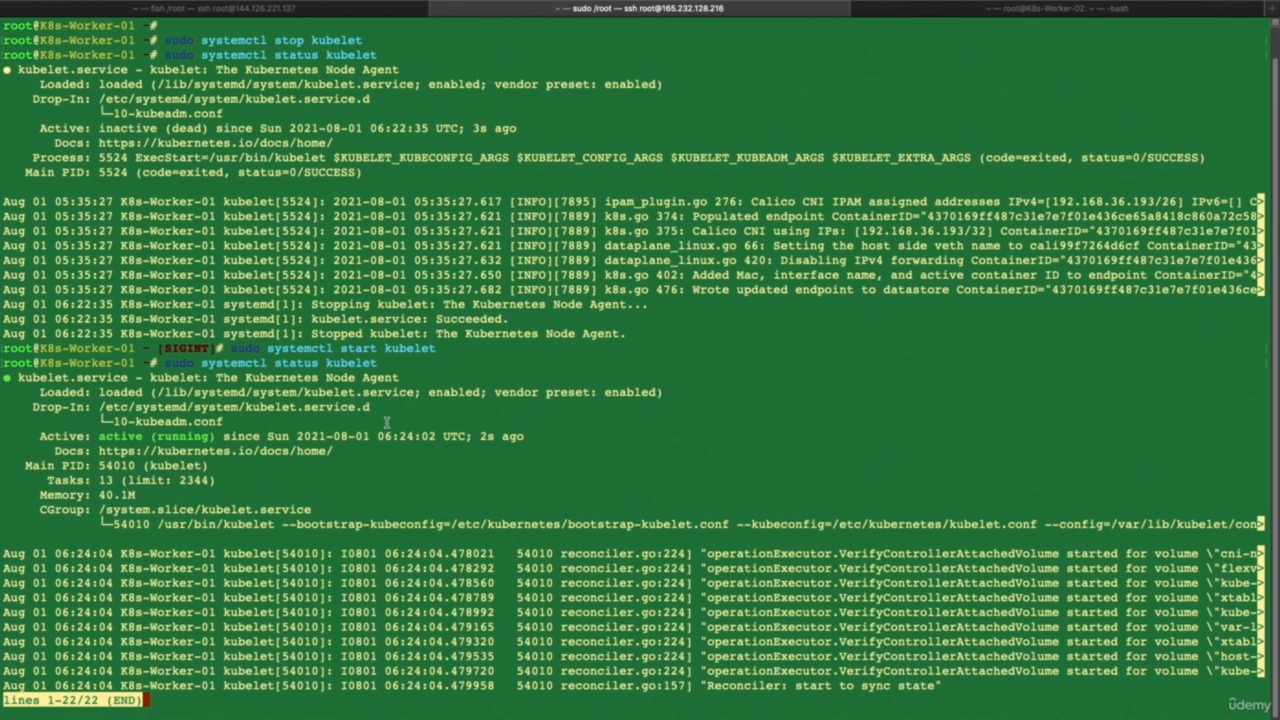 ~ — fish /root — ssh root@144.126.221.137
~ — sudo /root — ssh root@165.232.128.216
~ — root@K8s-Worker-02: ~ — -bash
root@K8s-Worker-01 ~#
root@K8s-Worker-01 ~# sudo systemctl stop kubelet
root@K8s-Worker-01 ~# sudo systemctl status kubelet
● kubelet.service - kubelet: The Kubernetes Node Agent
Loaded: loaded (/lib/systemd/system/kubelet.service; enabled; vendor preset: enabled)
Drop-In: /etc/systemd/system/kubelet.service.d
└─10-kubeadm.conf
Active: inactive (dead) since Sun 2021-08-01 06:22:35 UTC; 3s ago
Docs: https://kubernetes.io/docs/home/
Process: 5524 ExecStart=/usr/bin/kubelet $KUBELET_KUBECONFIG_ARGS $KUBELET_CONFIG_ARGS $KUBELET_KUBEADM_ARGS $KUBELET_EXTRA_ARGS (code=exited, status=0/SUCCESS)
Main PID: 5524 (code=exited, status=0/SUCCESS)
Aug 01 05:35:27 K8s-Worker-01 kubelet[5524]: 2021-08-01 05:35:27.617 [INFO][7895] ipam_plugin.go 276: Calico CNI IPAM assigned addresses IPv4=[192.168.36.193/26] IPv6=[] C>
Aug 01 05:35:27 K8s-Worker-01 kubelet[5524]: 2021-08-01 05:35:27.621 [INFO][7889] k8s.go 374: Populated endpoint ContainerID="4370169ff487c31e7e7f01e436ce65a8418c860a72c58>
Aug 01 05:35:27 K8s-Worker-01 kubelet[5524]: 2021-08-01 05:35:27.621 [INFO][7889] k8s.go 375: Calico CNI using IPs: [192.168.36.193/32] ContainerID="4370169ff487c31e7e7f01>
Aug 01 05:35:27 K8s-Worker-01 kubelet[5524]: 2021-08-01 05:35:27.621 [INFO][7889] dataplane_linux.go 66: Setting the host side veth name to cali99f7264d6cf ContainerID="43>
Aug 01 05:35:27 K8s-Worker-01 kubelet[5524]: 2021-08-01 05:35:27.632 [INFO][7889] dataplane_linux.go 420: Disabling IPv4 forwarding ContainerID="4370169ff487c31e7e7f01e436>
Aug 01 05:35:27 K8s-Worker-01 kubelet[5524]: 2021-08-01 05:35:27.650 [INFO][7889] k8s.go 402: Added Mac, interface name, and active container ID to endpoint ContainerID="4>
Aug 01 05:35:27 K8s-Worker-01 kubelet[5524]: 2021-08-01 05:35:27.682 [INFO][7889] k8s.go 476: Wrote updated endpoint to datastore ContainerID="4370169ff487c31e7e7f01e436ce>
Aug 01 06:22:35 K8s-Worker-01 systemd[1]: Stopping kubelet: The Kubernetes Node Agent...
Aug 01 06:22:35 K8s-Worker-01 systemd[1]: kubelet.service: Succeeded.
Aug 01 06:22:35 K8s-Worker-01 systemd[1]: Stopped kubelet: The Kubernetes Node Agent.
root@K8s-Worker-01 ~ [SIGINT]# sudo systemctl start kubelet
root@K8s-Worker-01 ~# sudo systemctl status kubelet
● kubelet.service - kubelet: The Kubernetes Node Agent
Loaded: loaded (/lib/systemd/system/kubelet.service; enabled; vendor preset: enabled)
Drop-In: /etc/systemd/system/kubelet.service.d
└─10-kubeadm.conf
Active: active (running) since Sun 2021-08-01 06:24:02 UTC; 2s ago
Docs: https://kubernetes.io/docs/home/
Main PID: 54010 (kubelet)
Tasks: 13 (limit: 2344)
Memory: 40.1M
CGroup: /system.slice/kubelet.service
└─54010 /usr/bin/kubelet --bootstrap-kubeconfig=/etc/kubernetes/bootstrap-kubelet.conf --kubeconfig=/etc/kubernetes/kubelet.conf --config=/var/lib/kubelet/con>
Aug 01 06:24:04 K8s-Worker-01 kubelet[54010]: I0801 06:24:04.478021 54010 reconciler.go:224] "operationExecutor.VerifyControllerAttachedVolume started for volume \"cni-n>
Aug 01 06:24:04 K8s-Worker-01 kubelet[54010]: I0801 06:24:04.478292 54010 reconciler.go:224] "operationExecutor.VerifyControllerAttachedVolume started for volume \"flexv>
Aug 01 06:24:04 K8s-Worker-01 kubelet[54010]: I0801 06:24:04.478560 54010 reconciler.go:224] "operationExecutor.VerifyControllerAttachedVolume started for volume \"kube->
Aug 01 06:24:04 K8s-Worker-01 kubelet[54010]: I0801 06:24:04.478789 54010 reconciler.go:224] "operationExecutor.VerifyControllerAttachedVolume started for volume \"xtabl>
Aug 01 06:24:04 K8s-Worker-01 kubelet[54010]: I0801 06:24:04.478992 54010 reconciler.go:224] "operationExecutor.VerifyControllerAttachedVolume started for volume \"kube->
Aug 01 06:24:04 K8s-Worker-01 kubelet[54010]: I0801 06:24:04.479165 54010 reconciler.go:224] "operationExecutor.VerifyControllerAttachedVolume started for volume \"var-l>
Aug 01 06:24:04 K8s-Worker-01 kubelet[54010]: I0801 06:24:04.479320 54010 reconciler.go:224] "operationExecutor.VerifyControllerAttachedVolume started for volume \"xtabl>
Aug 01 06:24:04 K8s-Worker-01 kubelet[54010]: I0801 06:24:04.479535 54010 reconciler.go:224] "operationExecutor.VerifyControllerAttachedVolume started for volume \"host->
Aug 01 06:24:04 K8s-Worker-01 kubelet[54010]: I0801 06:24:04.479720 54010 reconciler.go:224] "operationExecutor.VerifyControllerAttachedVolume started for volume \"kube->
Aug 01 06:24:04 K8s-Worker-01 kubelet[54010]: I0801 06:24:04.479958 54010 reconciler.go:157] "Reconciler: start to sync state"
lines 1-22/22 (END)
ûdemy